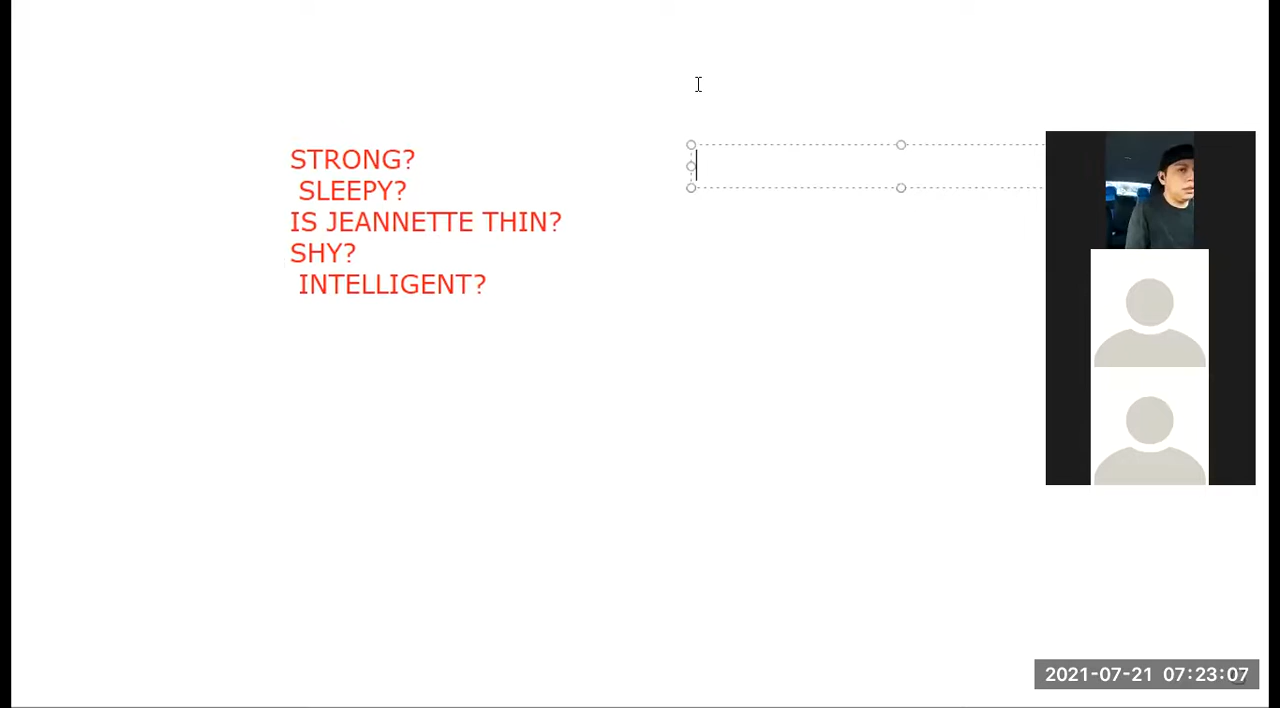 STRONG?
SLEEPY?
IS JEANNETTE THIN?
SHY?
INTELLIGENT?
2021-07-21 07:23:07